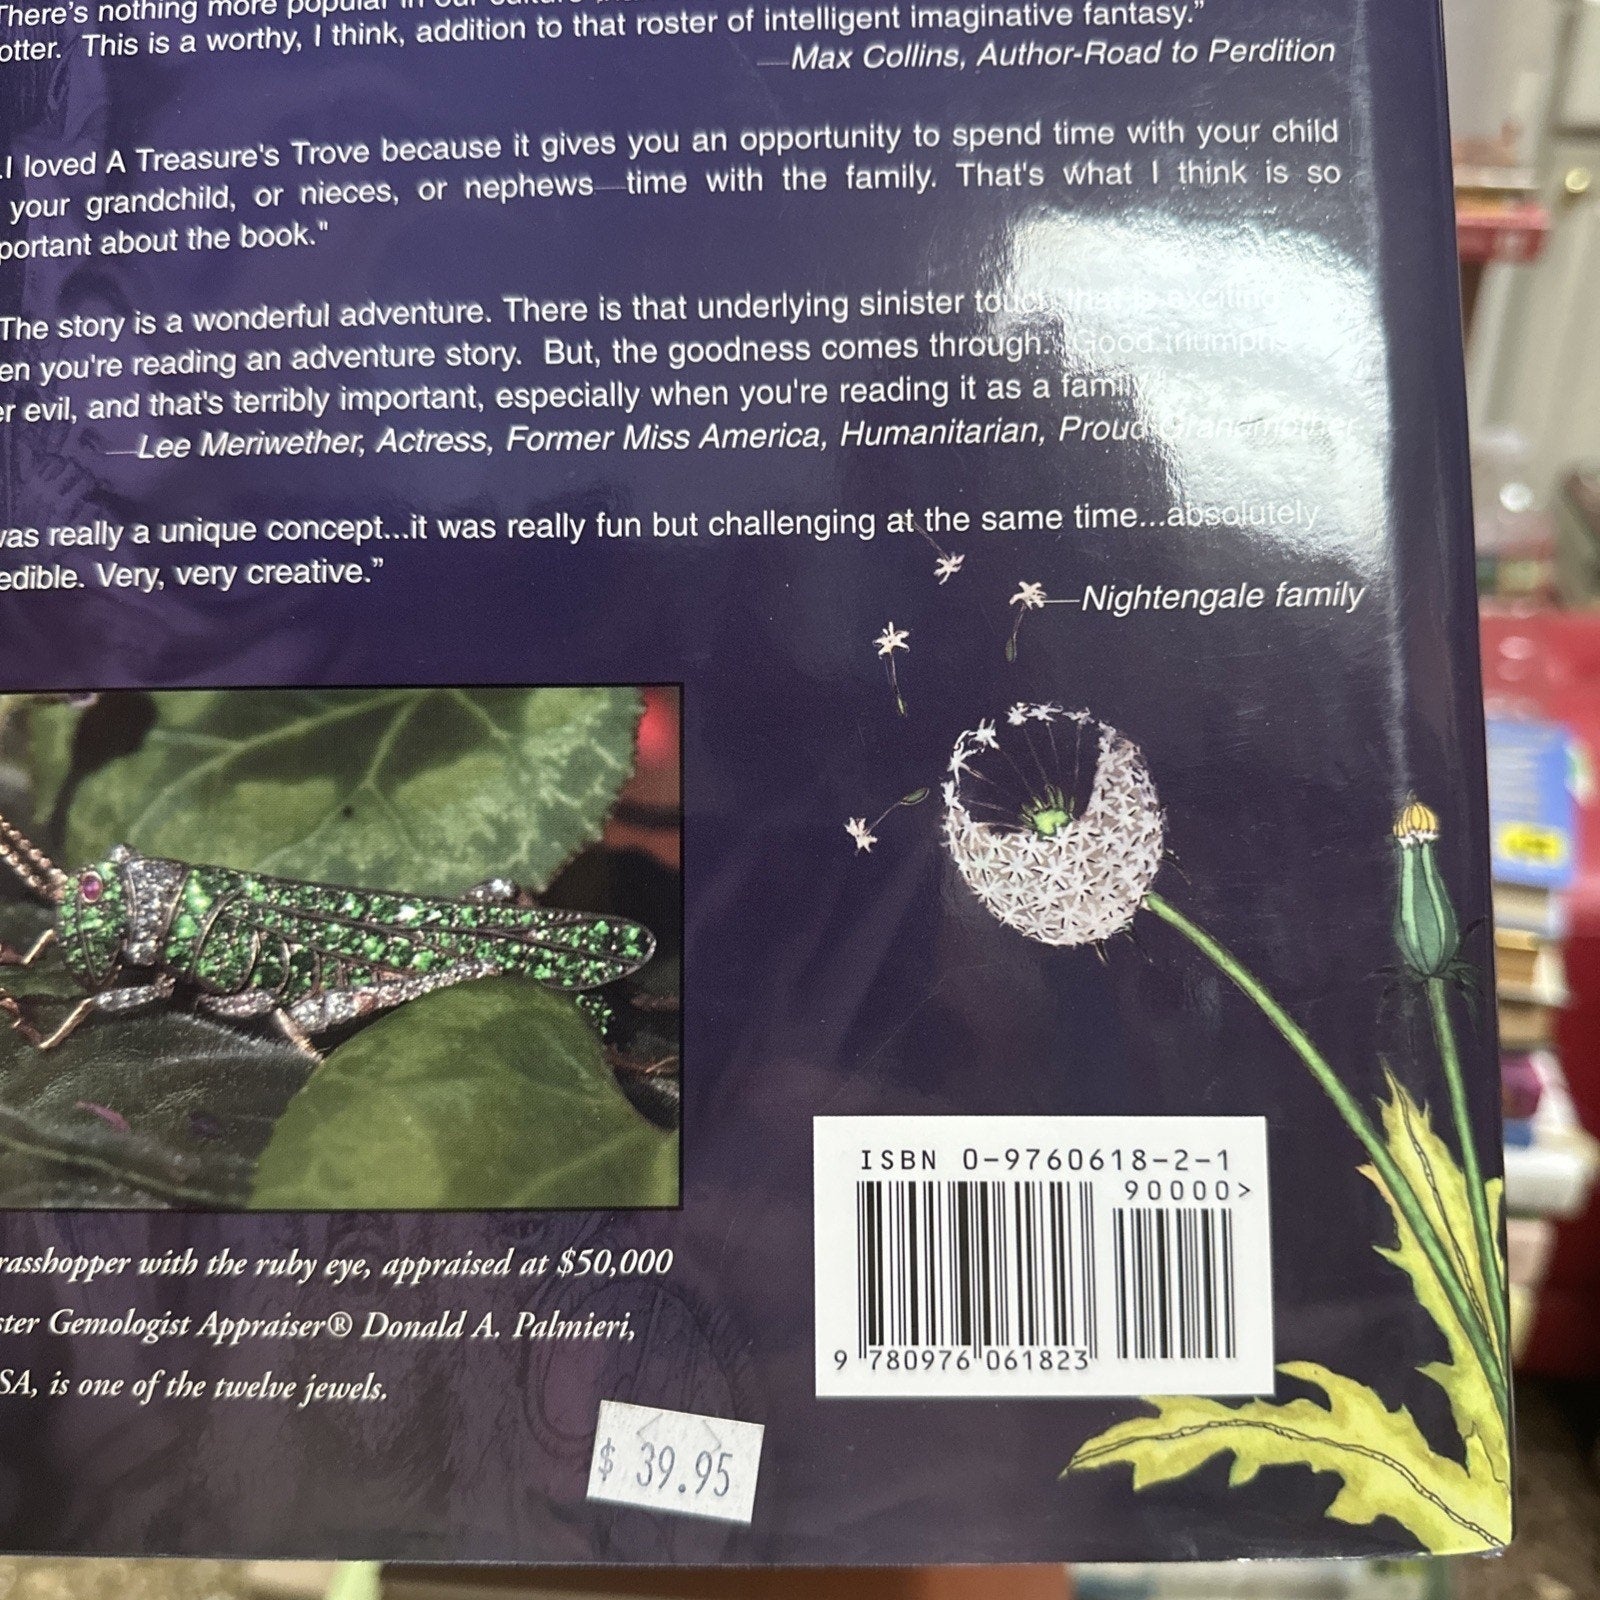 There's nothing more popular in our culture
otter. This is a worthy, I think, addition to that roster of intelligent imaginative fantasy.”
—Max Collins, Author-Road to Perdition
.I loved A Treasure's Trove because it gives you an opportunity to spend time with your child
your grandchild, or nieces, or nephews—time with the family. That's what I think is so
portant about the book."
The story is a wonderful adventure. There is that underlying sinister touch that is exciting
en you're reading an adventure story. But, the goodness comes through. Good triumphs
er evil, and that's terribly important, especially when you're reading it as a family
—Lee Meriwether, Actress, Former Miss America, Humanitarian, Proud Grandmother
was really a unique concept...it was really fun but challenging at the same time...absolutely
edible. Very, very creative.”
—Nightengale family
rasshopper with the ruby eye, appraised at $50,000
ster Gemologist Appraiser® Donald A. Palmieri,
SA, is one of the twelve jewels.
ISBN 0-9760618-2-1
90000>
9 780976 061823
$ 39.95